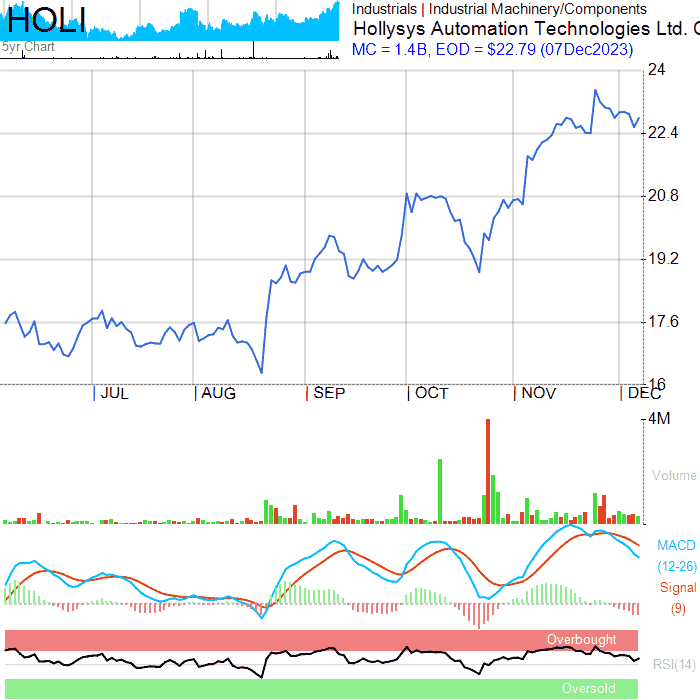 HOLI
5yr Chart
Industrials | Industrial Machinery/Components
Hollysys Automation Technologies Ltd. C
MC = 1.4B, EOD = $22.79 (07Dec2023)
24
22.4
20.8
19.2
17.6
16
JUL
AUG
SEP
OCT
NOV
DEC
4M
Volume
MACD
(12-26)
Signal
(9)
Overbought
RSI(14)
Oversold